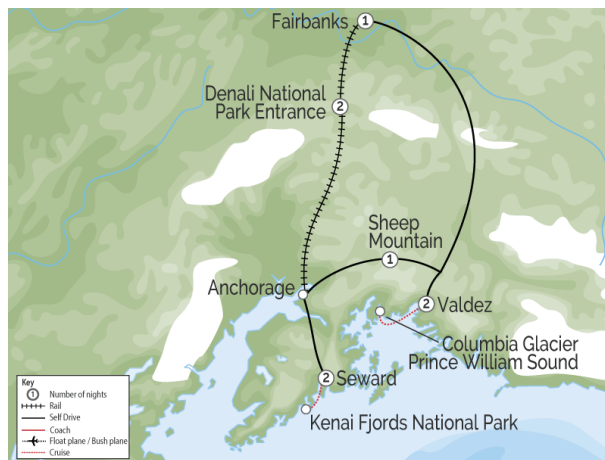 Fairbanks
1
Denali National
Park Entrance
2
Sheep
Mountain
1
Anchorage
2
Valdez
Columbia Glacier
Prince William Sound
2
Seward
Kenai Fjords National Park
Key
1 Number of nights
Rail
Self Drive
Coach
Float plane / Bush plane
Cruise